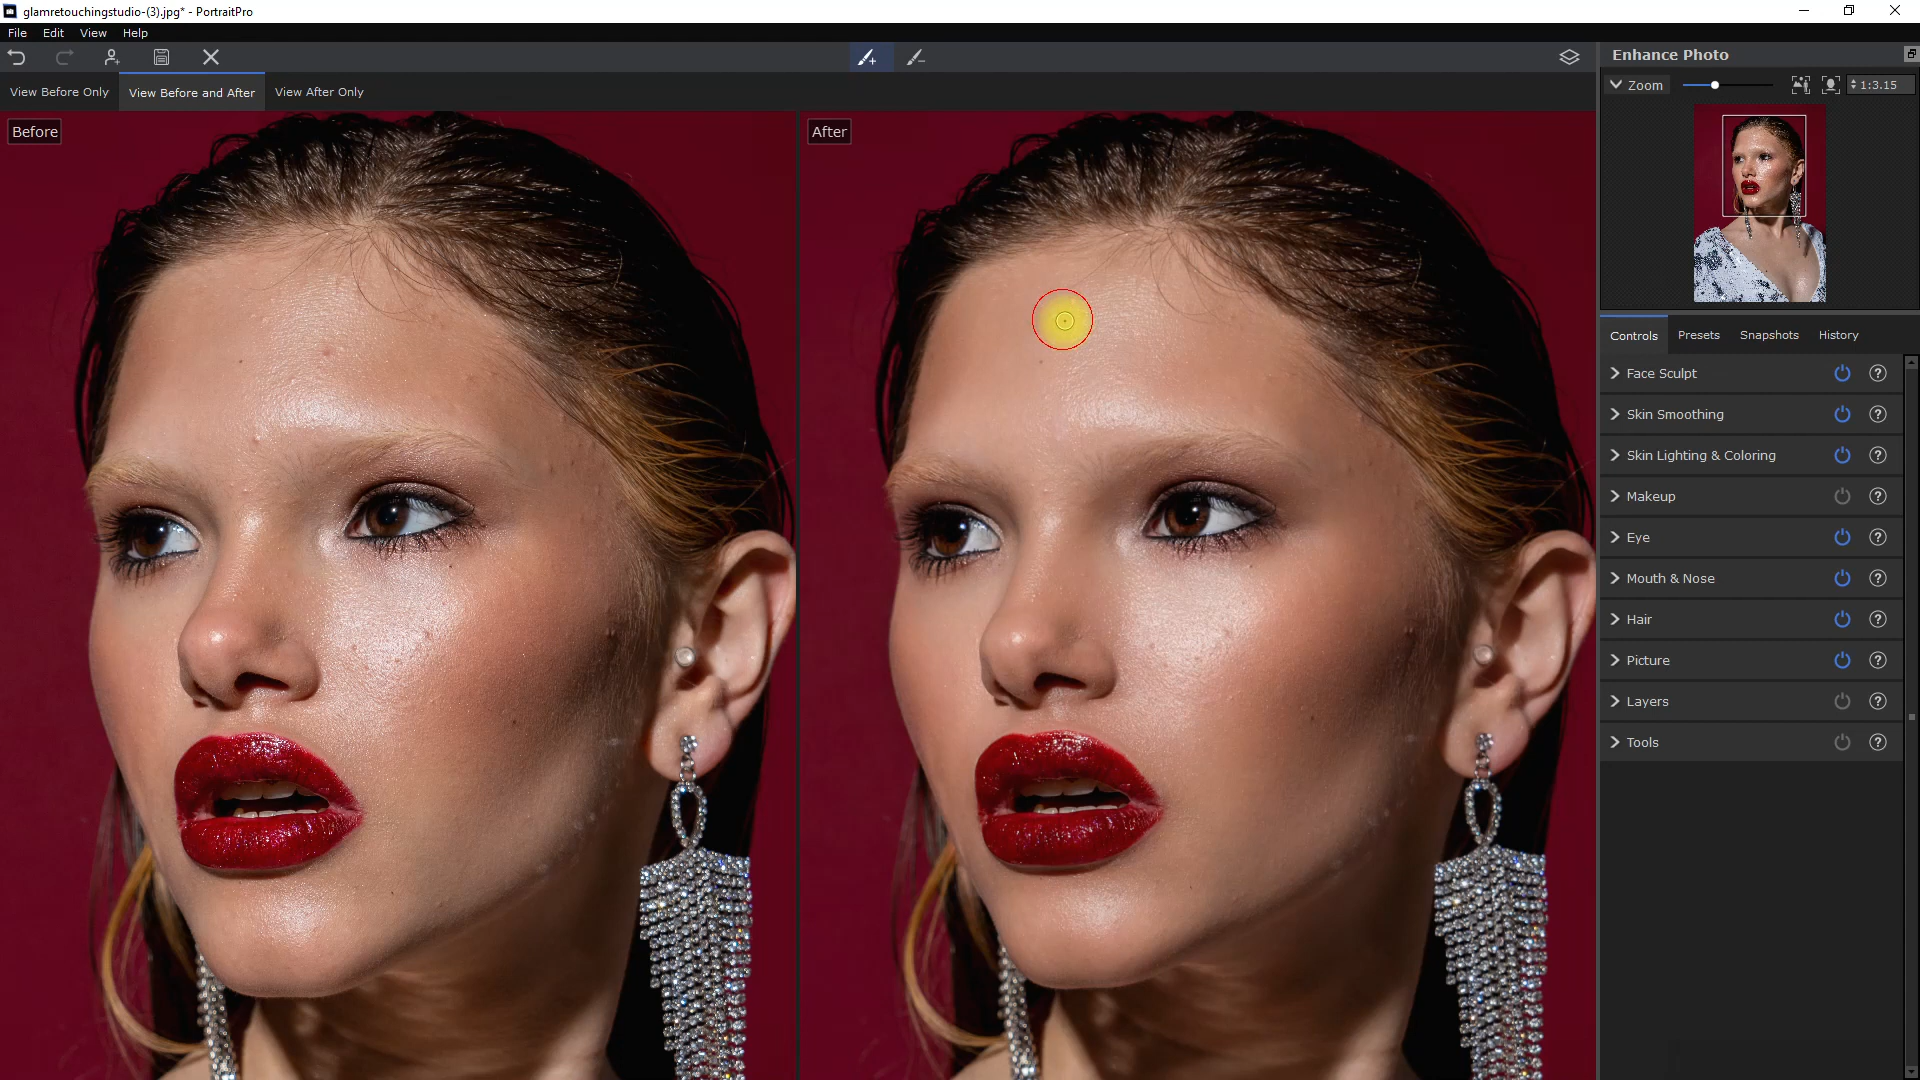 glamretouchingstudio-(3).jpg* - PortraitPro
File Edit View Help
Enhance Photo
Zoom 1:3.15
View Before Only View Before and After View After Only
Before
After
Controls Presets Snapshots History
Face Sculpt ?
Skin Smoothing ?
Skin Lighting & Coloring ?
Makeup ?
Eye ?
Mouth & Nose ?
Hair ?
Picture ?
Layers ?
Tools ?